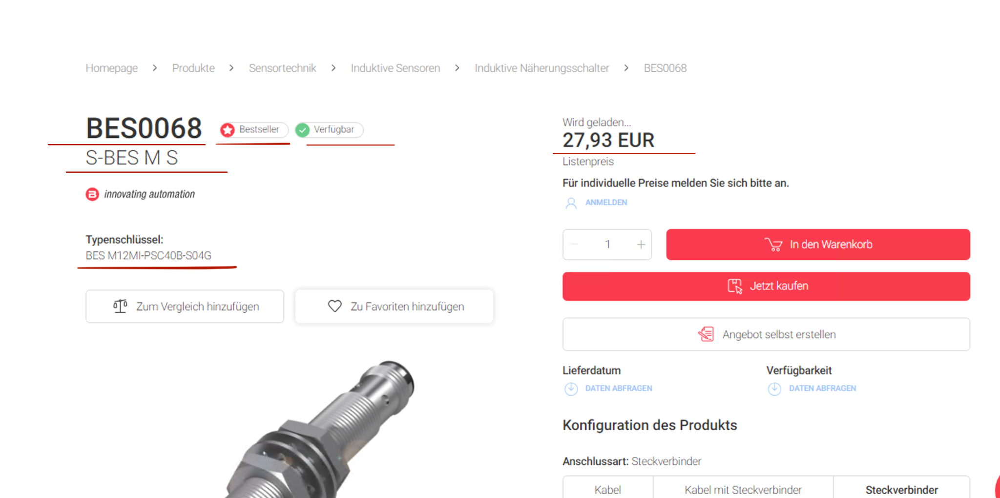 Homepage > Produkte > Sensortechnik > Induktive Sensoren > Induktive Näherungsschalter > BES0068
BES0068 Bestseller Verfügbar
S-BES M S
innovating automation
Typenschlüssel:
BES M12MI-PSC40B-S04G
Zum Vergleich hinzufügen
Zu Favoriten hinzufügen
Wird geladen...
27,93 EUR
Listenpreis
Für individuelle Preise melden Sie sich bitte an.
ANMELDEN
1
In den Warenkorb
Jetzt kaufen
Angebot selbst erstellen
Lieferdatum
DATEN ABFRAGEN
Verfügbarkeit
DATEN ABFRAGEN
Konfiguration des Produkts
Anschlussart: Steckverbinder
Kabel
Kabel mit Steckverbinder
Steckverbinder